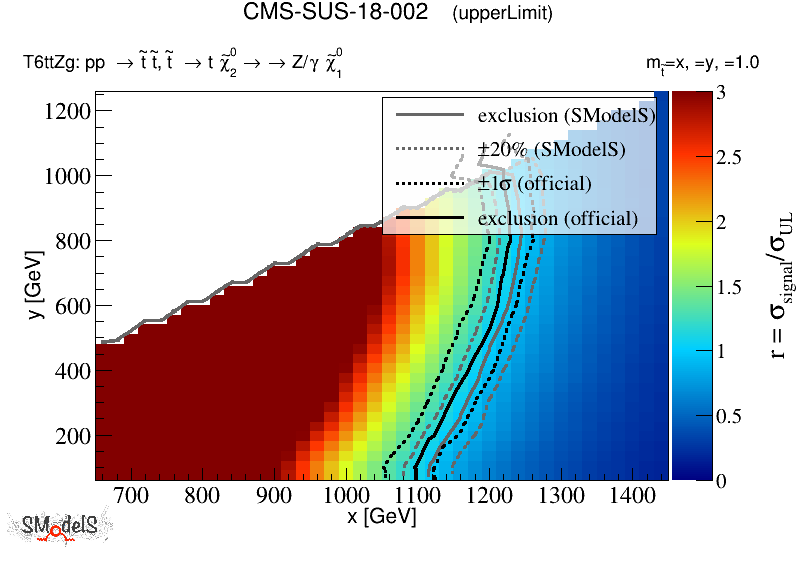 CMS-SUS-18-002 (upperLimit)
T6ttZg: pp → t̃ t̃, t̃ → t χ̃⁰₂ → → Z/γ χ̃⁰₁
m_t̃=x, =y, =1.0
exclusion (SModelS)
±20% (SModelS)
±1σ (official)
exclusion (official)
y [GeV]
1200
1000
800
600
400
200
700 800 900 1000 1100 1200 1300 1400
x [GeV]
3
2.5
2
1.5
1
0.5
0
r = σ_signal/σ_UL
SModelS